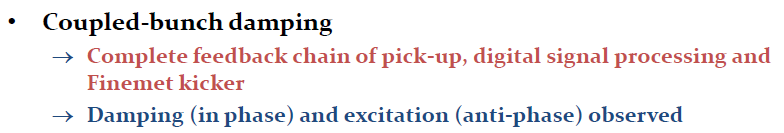 • Coupled-bunch damping
→ Complete feedback chain of pick-up, digital signal processing and
Finemet kicker
→ Damping (in phase) and excitation (anti-phase) observed